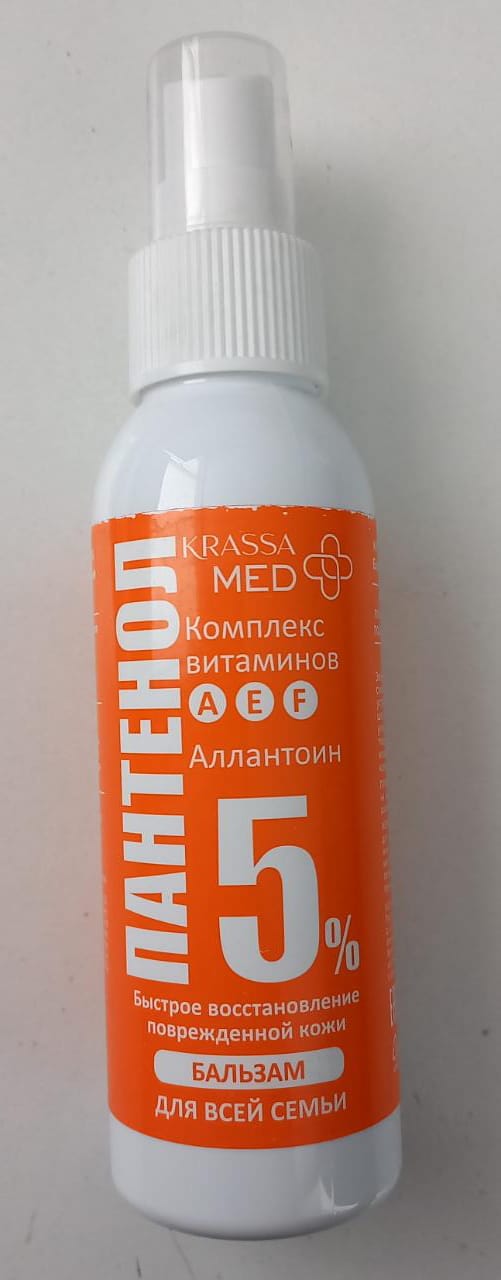 ПАНТЕНОЛ
KRASSA
MED
Комплекс
витаминов
A E F
Аллантоин
5%
Быстрое восстановление
поврежденной кожи
БАЛЬЗАМ
ДЛЯ ВСЕЙ СЕМЬИ